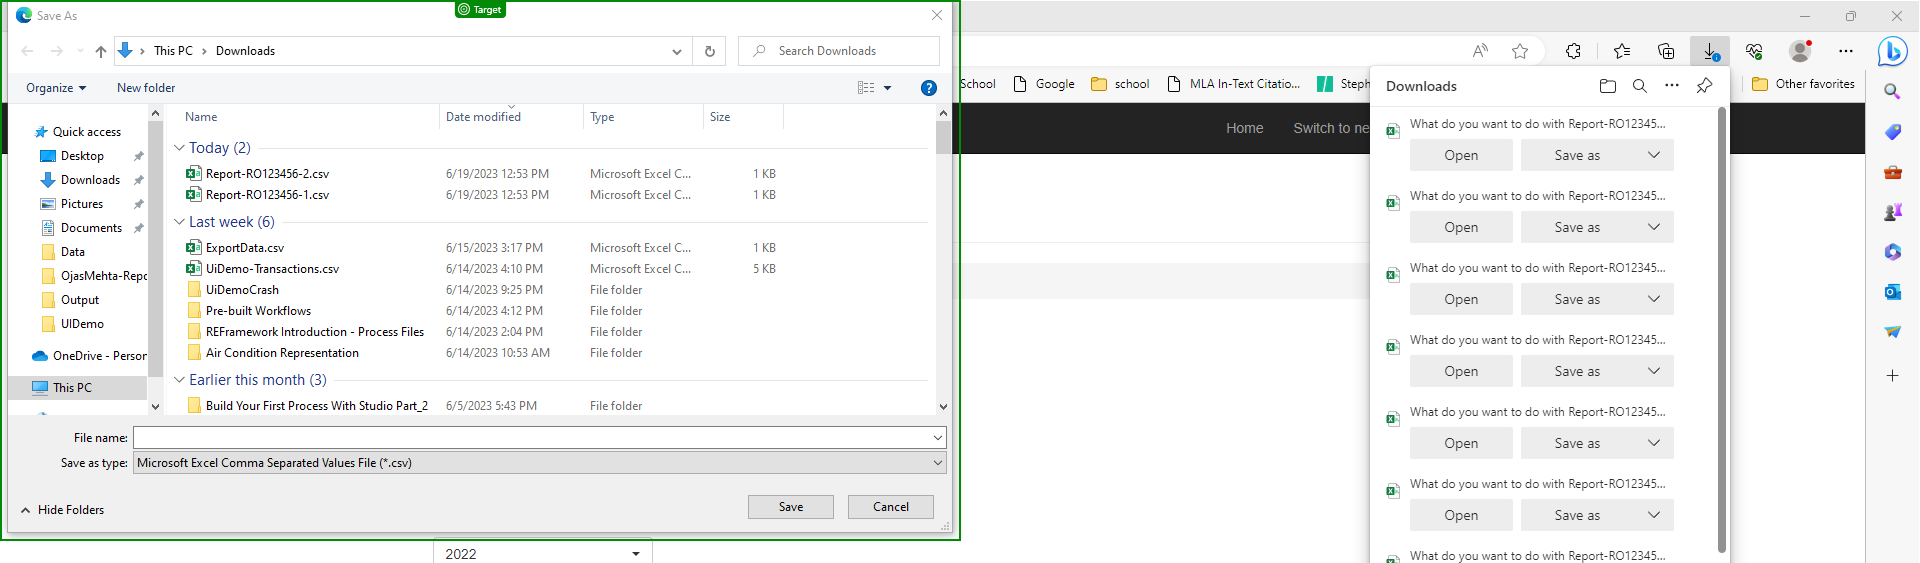 Save As
Target
This PC > Downloads
Search Downloads
Organize
New folder
Quick access
Desktop
Downloads
Pictures
Documents
Data
OjasMehta-Repo
Output
UIDemo
OneDrive - Person
This PC
Name
Date modified
Type
Size
Today (2)
Report-RO123456-2.csv 6/19/2023 12:53 PM Microsoft Excel C... 1 KB
Report-RO123456-1.csv 6/19/2023 12:53 PM Microsoft Excel C... 1 KB
Last week (6)
ExportData.csv 6/15/2023 3:17 PM Microsoft Excel C... 1 KB
UiDemo-Transactions.csv 6/14/2023 4:10 PM Microsoft Excel C... 5 KB
UiDemoCrash 6/14/2023 9:25 PM File folder
Pre-built Workflows 6/14/2023 4:12 PM File folder
REFramework Introduction - Process Files 6/14/2023 2:04 PM File folder
Air Condition Representation 6/14/2023 10:53 AM File folder
Earlier this month (3)
Build Your First Process With Studio Part_2 6/5/2023 5:43 PM File folder
File name:
Save as type: Microsoft Excel Comma Separated Values File (*.csv)
Hide Folders
Save
Cancel
2022
School
Google
school
MLA In-Text Citatio...
Steph
Other favorites
Home
Switch to ne
Downloads
What do you want to do with Report-RO12345...
Open Save as
What do you want to do with Report-RO12345...
Open Save as
What do you want to do with Report-RO12345...
Open Save as
What do you want to do with Report-RO12345...
Open Save as
What do you want to do with Report-RO12345...
Open Save as
What do you want to do with Report-RO12345...
Open Save as
What do you want to do with Report-RO12345...